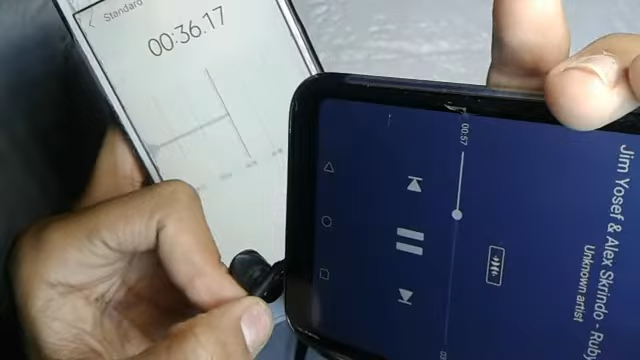 Standard
00:36.17
00:57
Jim Yosef & Alex Skrindo - Ruby
Unknown artist